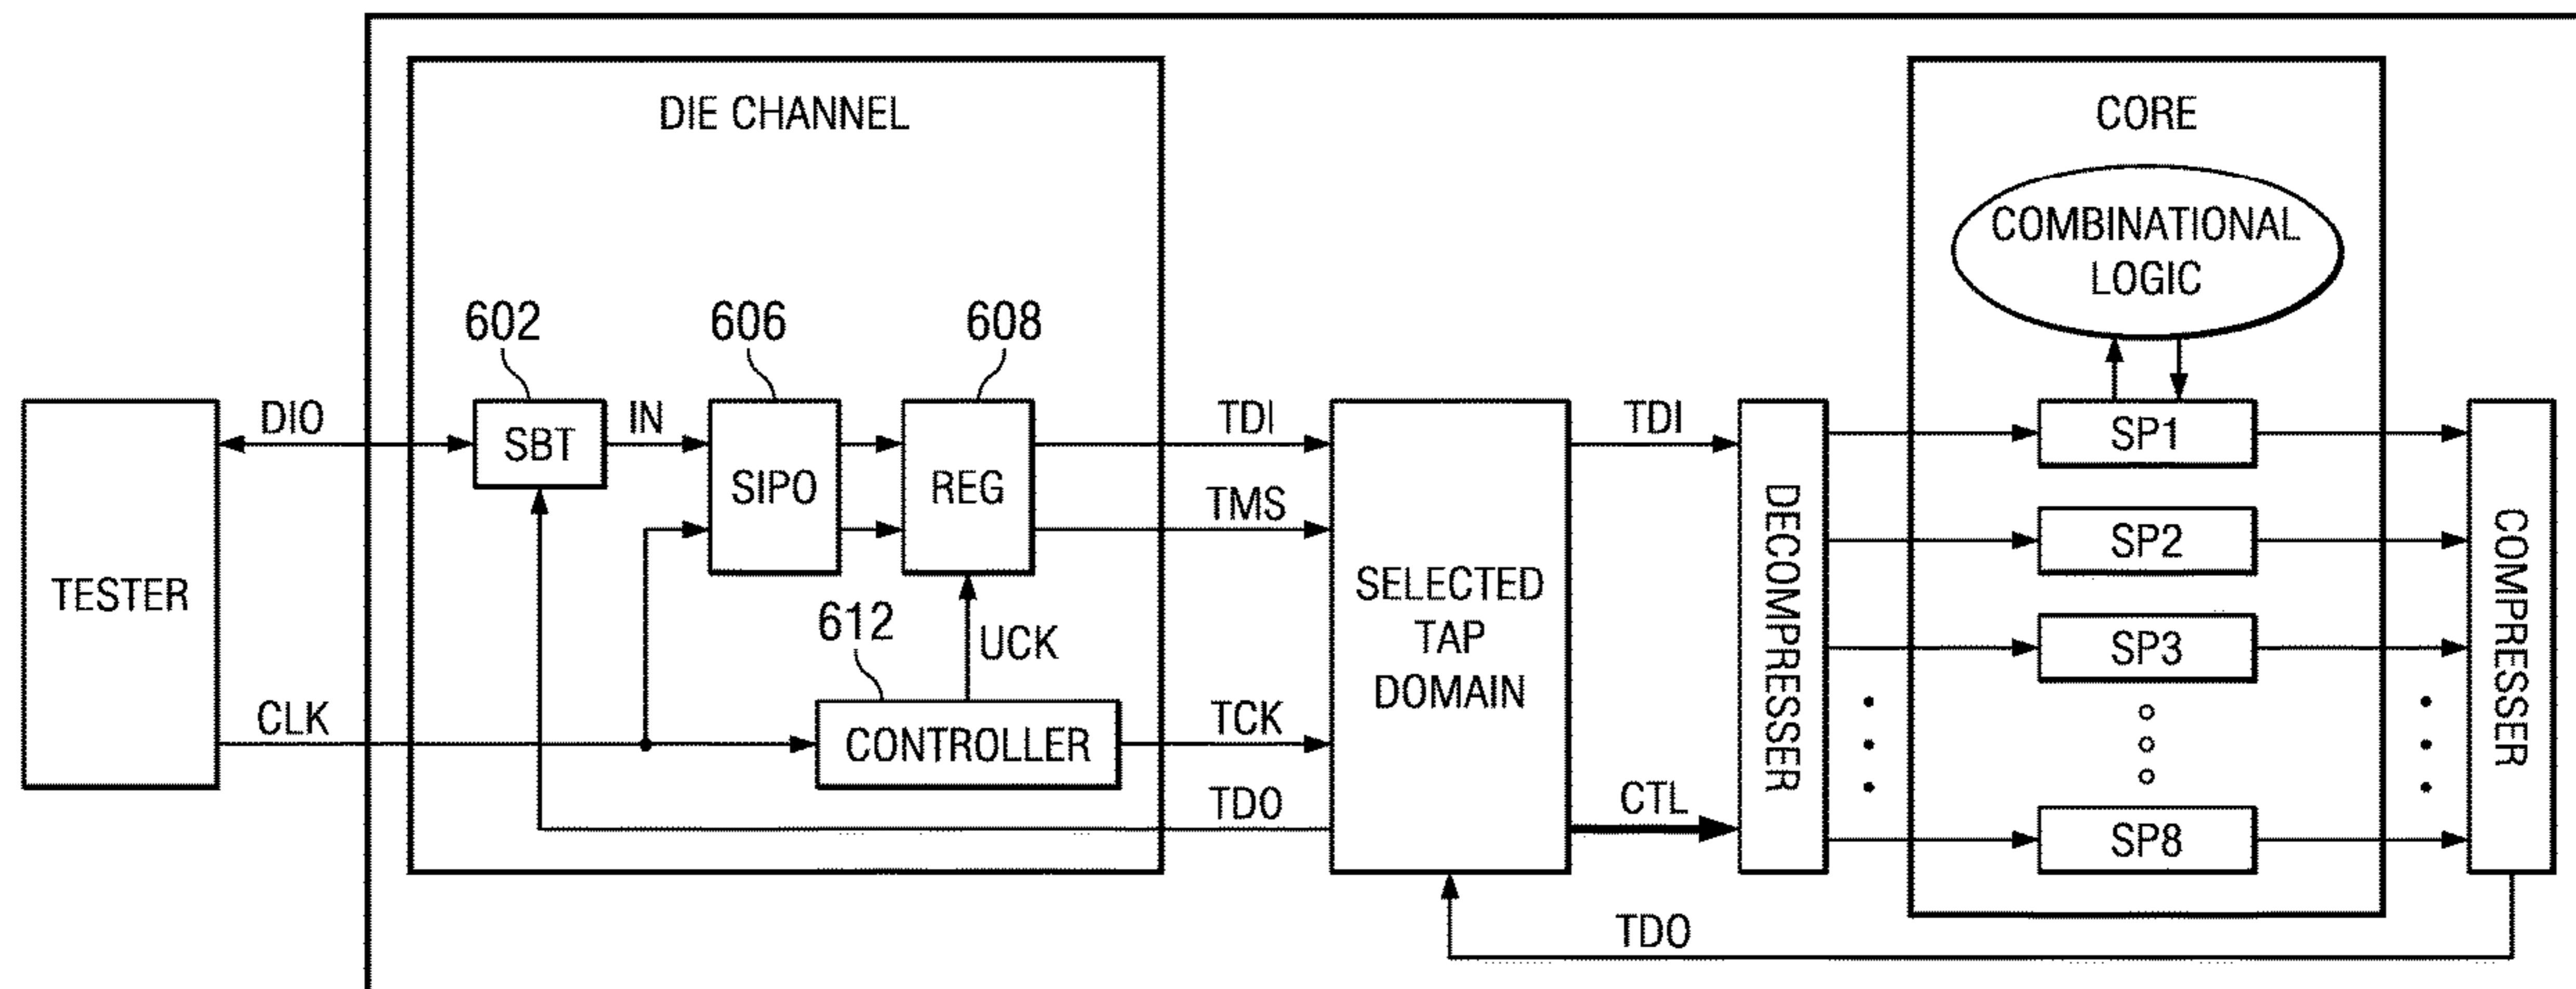 DIE CHANNEL
CORE
COMBINATIONAL
LOGIC
602
606
608
DIO
SBT
IN
SIPO
REG
TDI
TMS
TDI
SP1
SP2
SP3
SP8
TESTER
612
UCK
CLK
CONTROLLER
TCK
TDO
SELECTED
TAP
DOMAIN
CTL
DECOMPRESSER
COMPRESSER
TDO